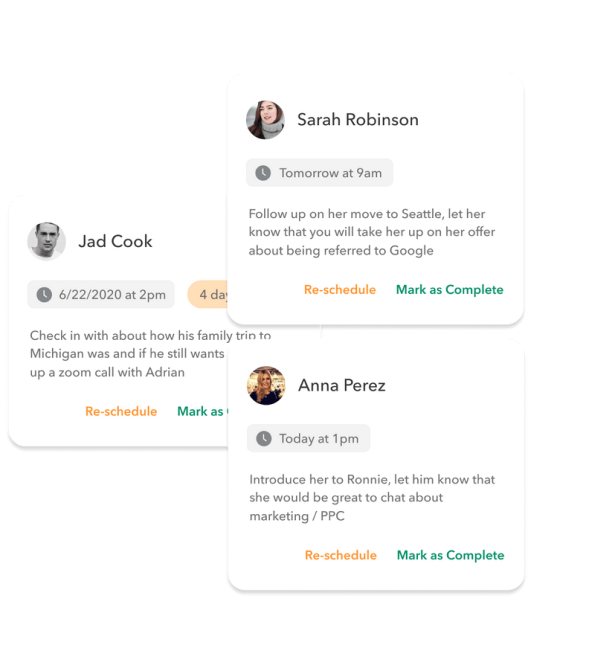 Sarah Robinson
Tomorrow at 9am
Follow up on her move to Seattle, let her
know that you will take her up on her offer
about being referred to Google
Re-schedule Mark as Complete
Jad Cook
6/22/2020 at 2pm 4
Check in with about how his family trip to
Michigan was and if he still wants
up a zoom call with Adrian
Re-schedule Mark as
Anna Perez
Today at 1pm
Introduce her to Ronnie, let him know that
she would be great to chat about
marketing / PPC
Re-schedule Mark as Complete